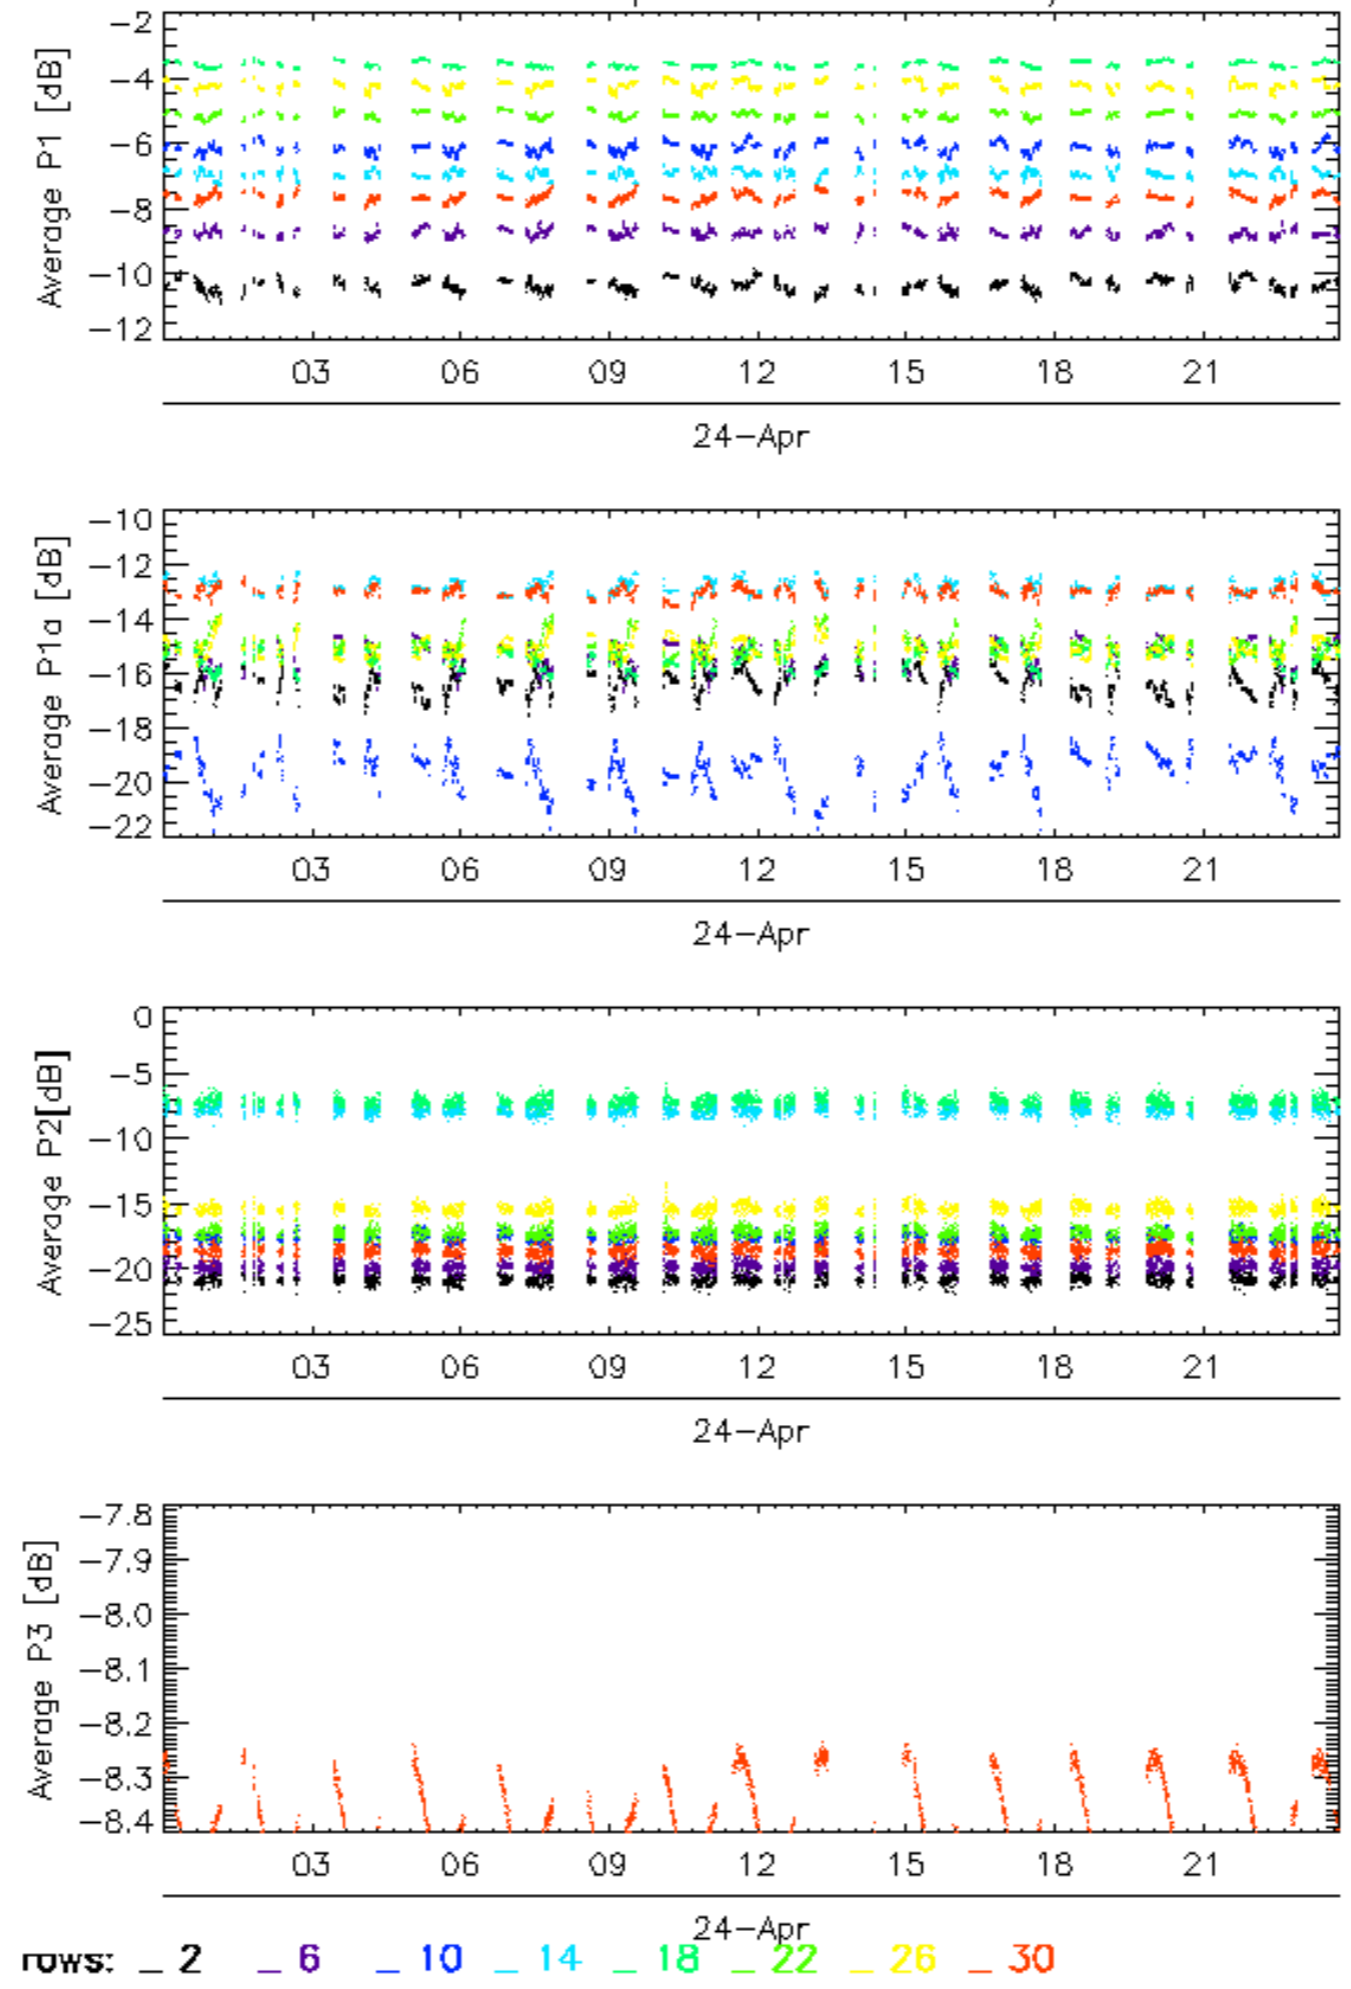 Average P1 [dB]
−2
−4
−6
−8
−10
−12
03 06 09 12 15 18 21
24−Apr
Average P1a [dB]
−10
−12
−14
−16
−18
−20
−22
03 06 09 12 15 18 21
24−Apr
Average P2[dB]
0
−5
−10
−15
−20
−25
03 06 09 12 15 18 21
24−Apr
Average P3 [dB]
−7.8
−7.9
−8.0
−8.1
−8.2
−8.3
−8.4
03 06 09 12 15 18 21
24−Apr
rows: _ 2 _ 6 _ 10 _ 14 _ 18 _ 22 _ 26 _ 30